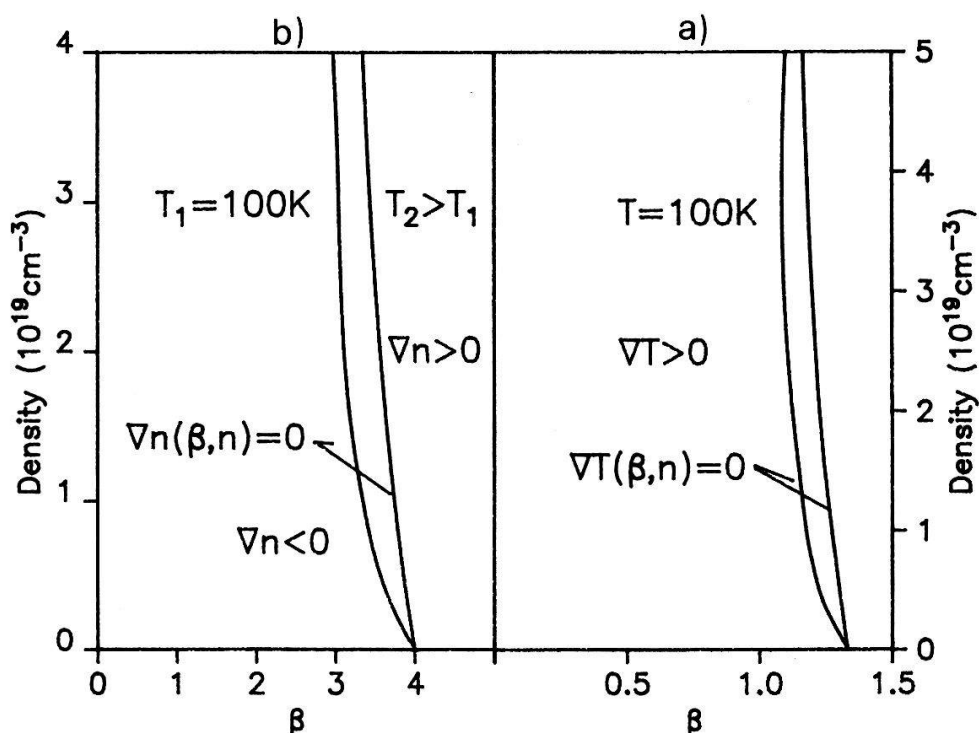 b)
a)
4
3
2
1
0
Density (10¹⁹cm⁻³)
T₁=100K
T₂>T₁
∇n>0
∇n(β,n)=0
∇n<0
0
1
2
3
4
β
T=100K
∇T>0
∇T(β,n)=0
5
4
3
2
1
0
Density (10¹⁹cm⁻³)
0.5
1.0
1.5
β